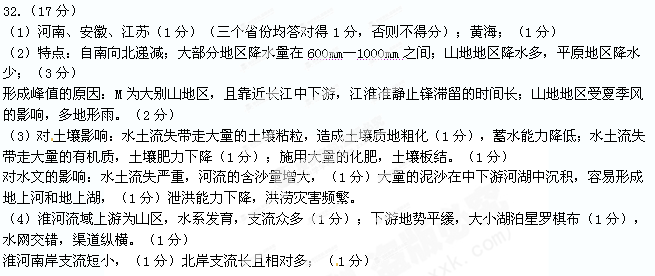 32.（17分）
（1）河南、安徽、江苏（1分）（三个省份均答对得1分，否则不得分）；黄海；（1分）
（2）特点：自南向北递减；大部分地区降水量在600mm—1000mm之间；山地地区降水多，平原地区降水
少；（3分）
形成峰值的原因：M为大别山地区，且靠近长江中下游，江淮准静止锋滞留的时间长；山地地区受夏季风
的影响，多地形雨。（2分）
（3）对土壤影响：水土流失带走大量的土壤粘粒，造成土壤质地粗化（1分），蓄水能力降低；水土流失
带走大量的有机质，土壤肥力下降（1分）；施用大量的化肥，土壤板结。（1分）
对水文的影响：水土流失严重，河流的含沙量增大，（1分）大量的泥沙在中下游河湖中沉积，容易形成
地上河和地上湖，（1分）泄洪能力下降，洪涝灾害频繁。
（4）淮河流域上游为山区，水系发育，支流众多（1分）；下游地势平缓，大小湖泊星罗棋布（1分），
水网交错，渠道纵横。（1分）
淮河南岸支流短小，（1分）北岸支流长且相对多；（1分）